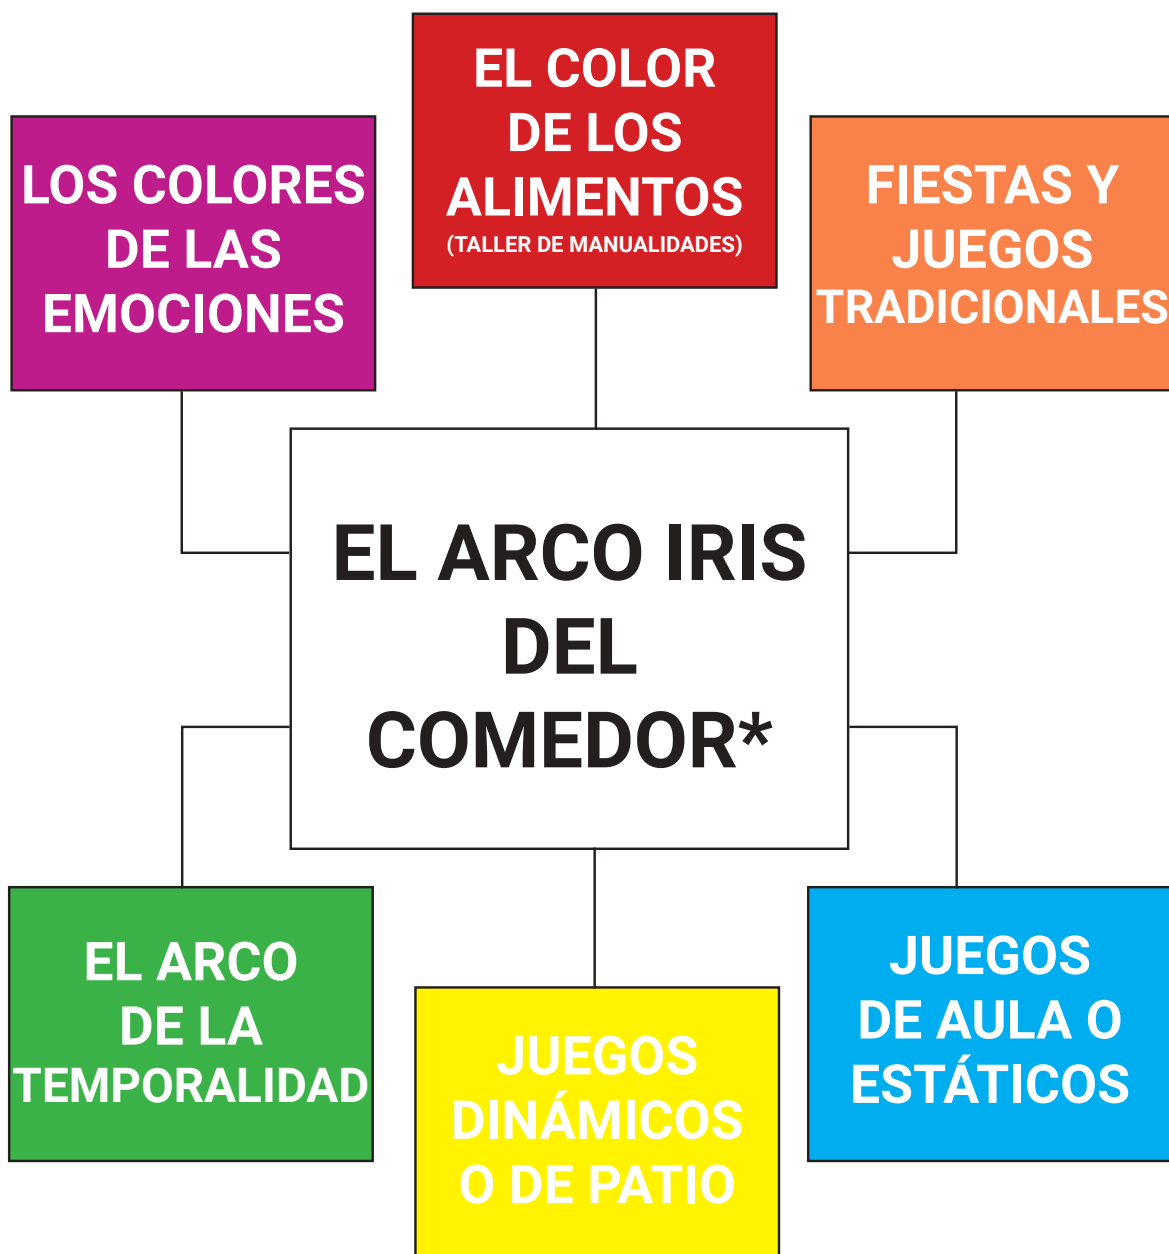 EL COLOR
DE LOS
ALIMENTOS
(TALLER DE MANUALIDADES)
LOS COLORES
DE LAS
EMOCIONES
FIESTAS Y
JUEGOS
TRADICIONALES
EL ARCO IRIS
DEL
COMEDOR*
EL ARCO
DE LA
TEMPORALIDAD
JUEGOS
DINÁMICOS
O DE PATIO
JUEGOS
DE AULA O
ESTÁTICOS